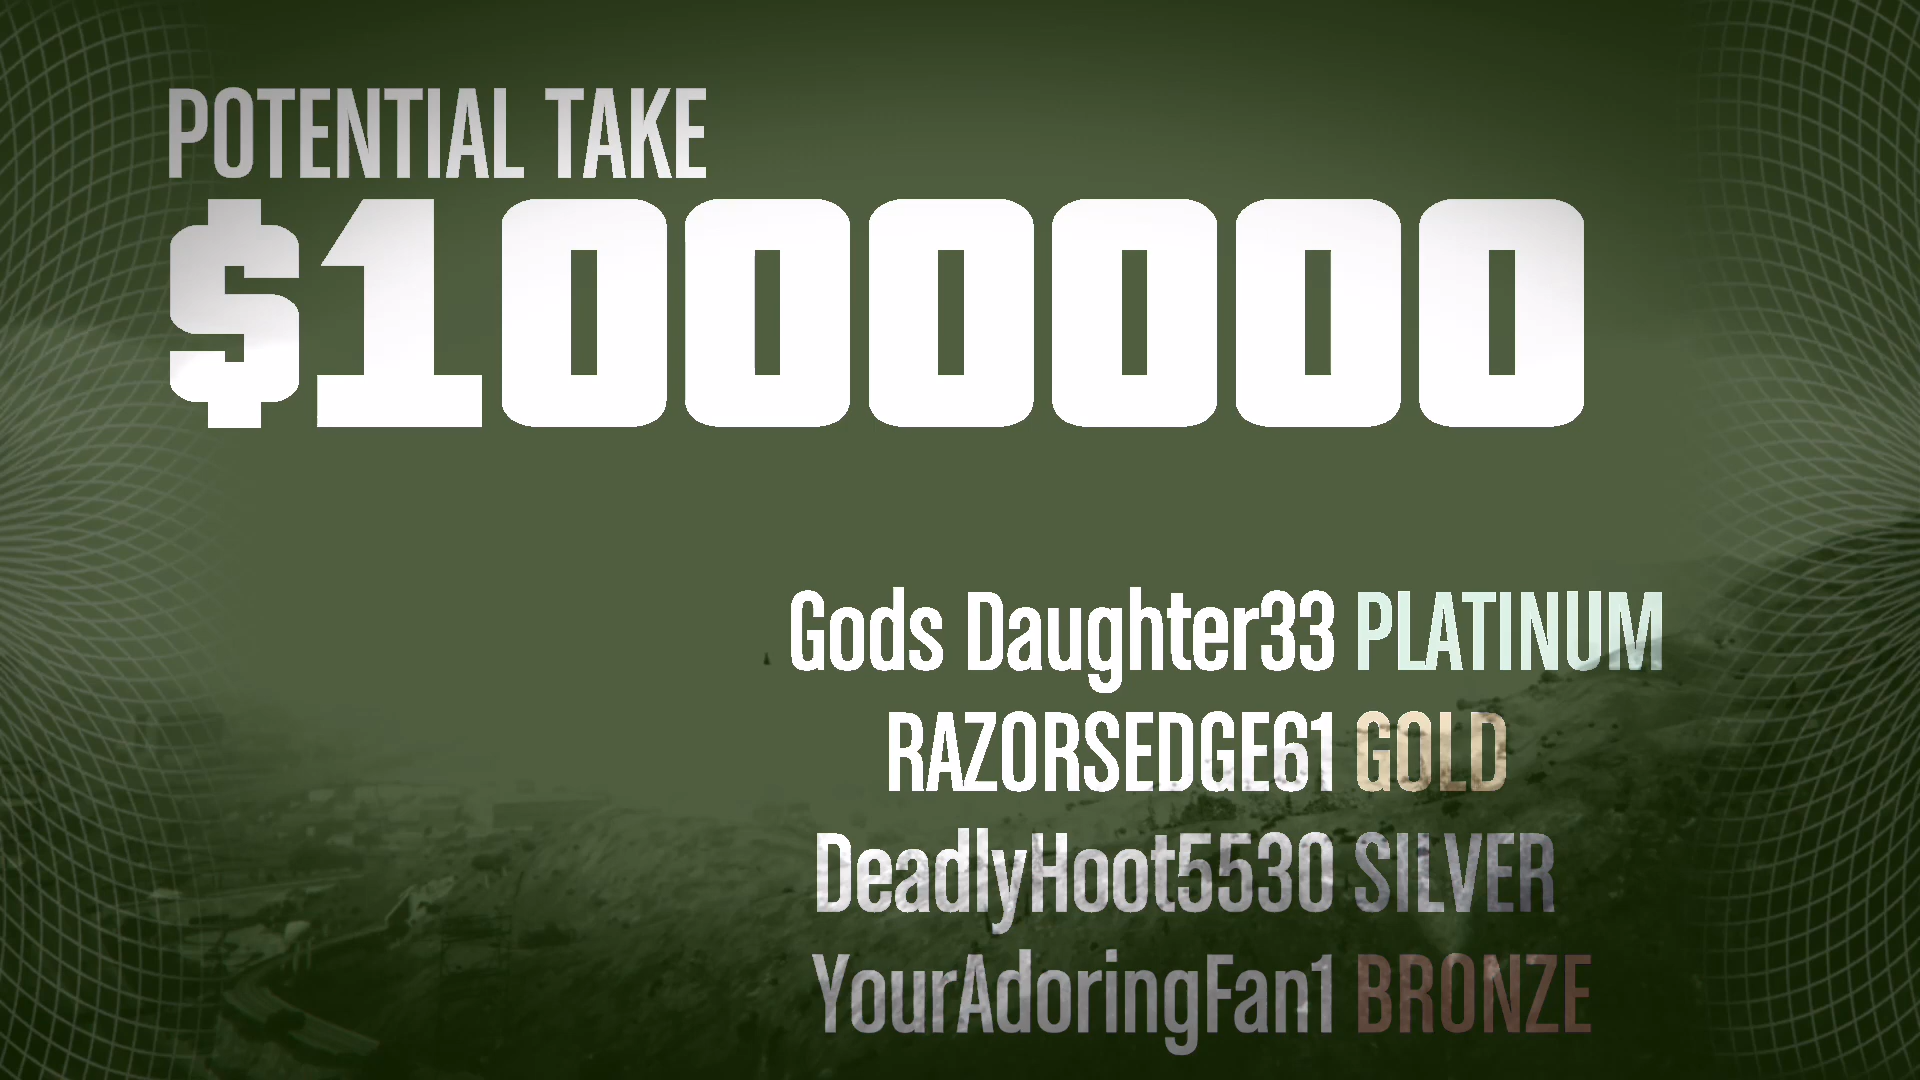 POTENTIAL TAKE
$1000000
Gods Daughter33 PLATINUM
RAZORSEDGE61 GOLD
DeadlyHoot5530 SILVER
YourAdoringFan1 BRONZE